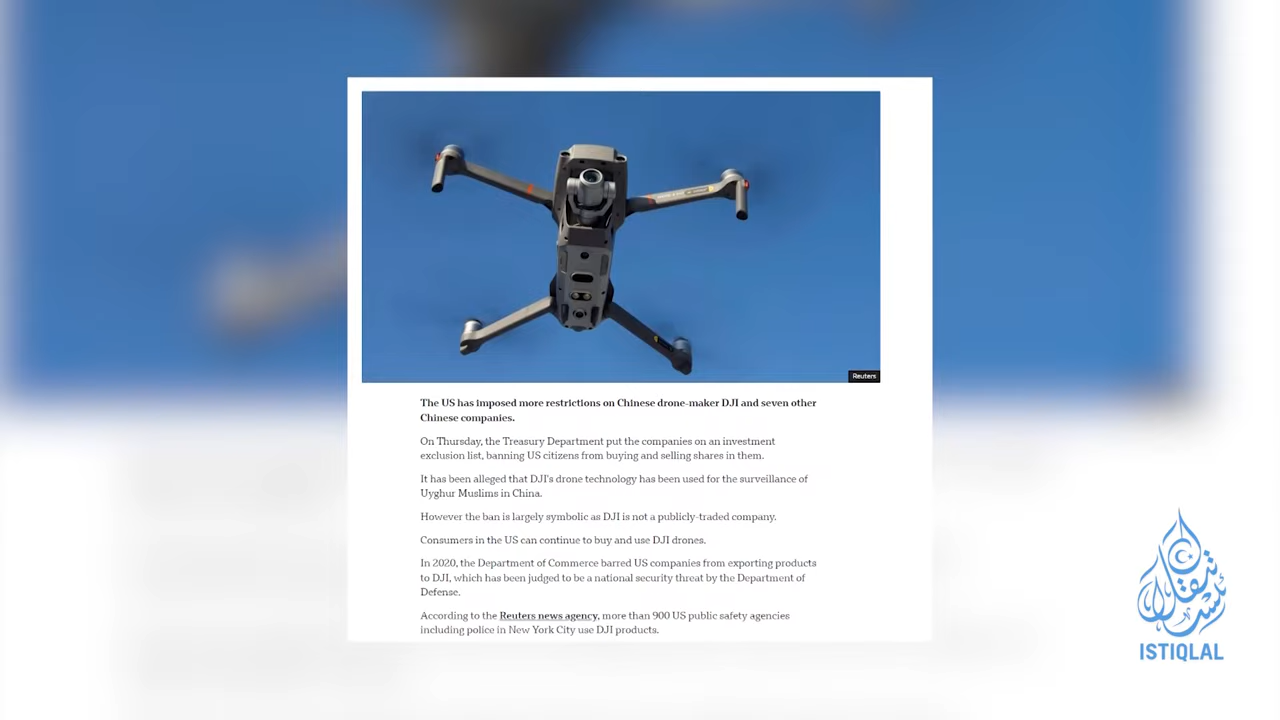 Reuters
The US has imposed more restrictions on Chinese drone-maker DJI and seven other
Chinese companies.
On Thursday, the Treasury Department put the companies on an investment
exclusion list, banning US citizens from buying and selling shares in them.
It has been alleged that DJI's drone technology has been used for the surveillance of
Uyghur Muslims in China.
However the ban is largely symbolic as DJI is not a publicly-traded company.
Consumers in the US can continue to buy and use DJI drones.
In 2020, the Department of Commerce barred US companies from exporting products
to DJI, which has been judged to be a national security threat by the Department of
Defense.
According to the Reuters news agency, more than 900 US public safety agencies
including police in New York City use DJI products.
ISTIQLAL